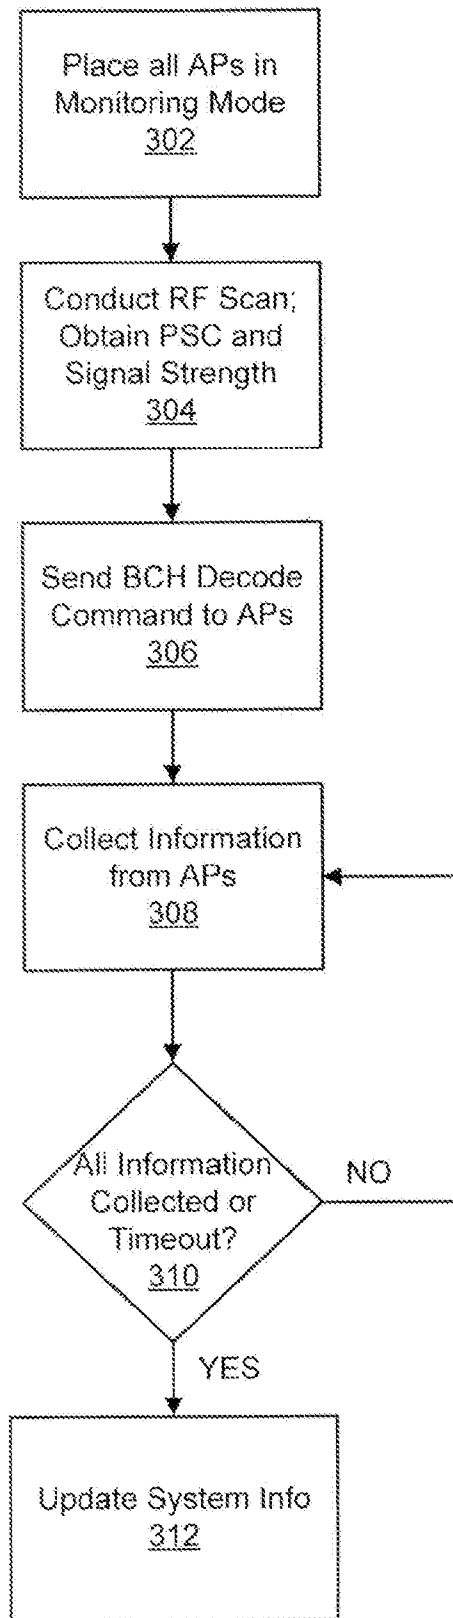 Place all APs in
Monitoring Mode
302
Conduct RF Scan;
Obtain PSC and
Signal Strength
304
Send BCH Decode
Command to APs
306
Collect Information
from APs
308
All Information
Collected or
Timeout?
310
NO
YES
Update System Info
312